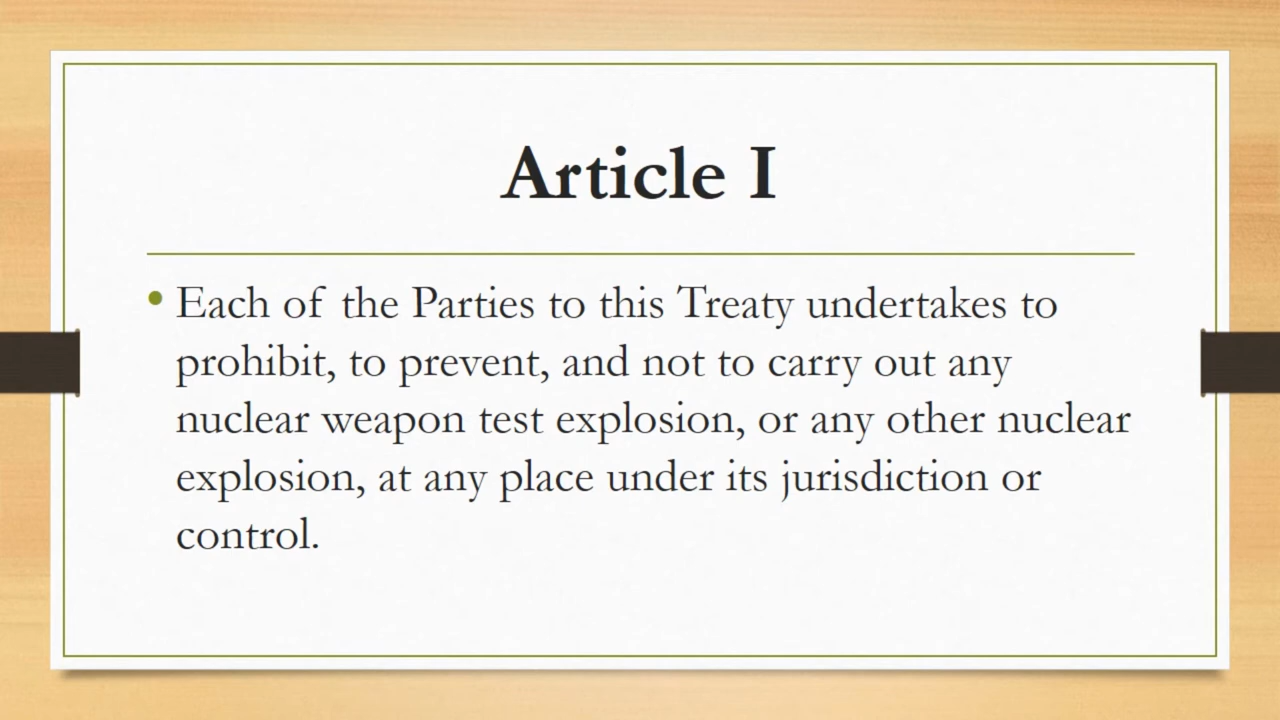 Article I
• Each of the Parties to this Treaty undertakes to
prohibit, to prevent, and not to carry out any
nuclear weapon test explosion, or any other nuclear
explosion, at any place under its jurisdiction or
control.